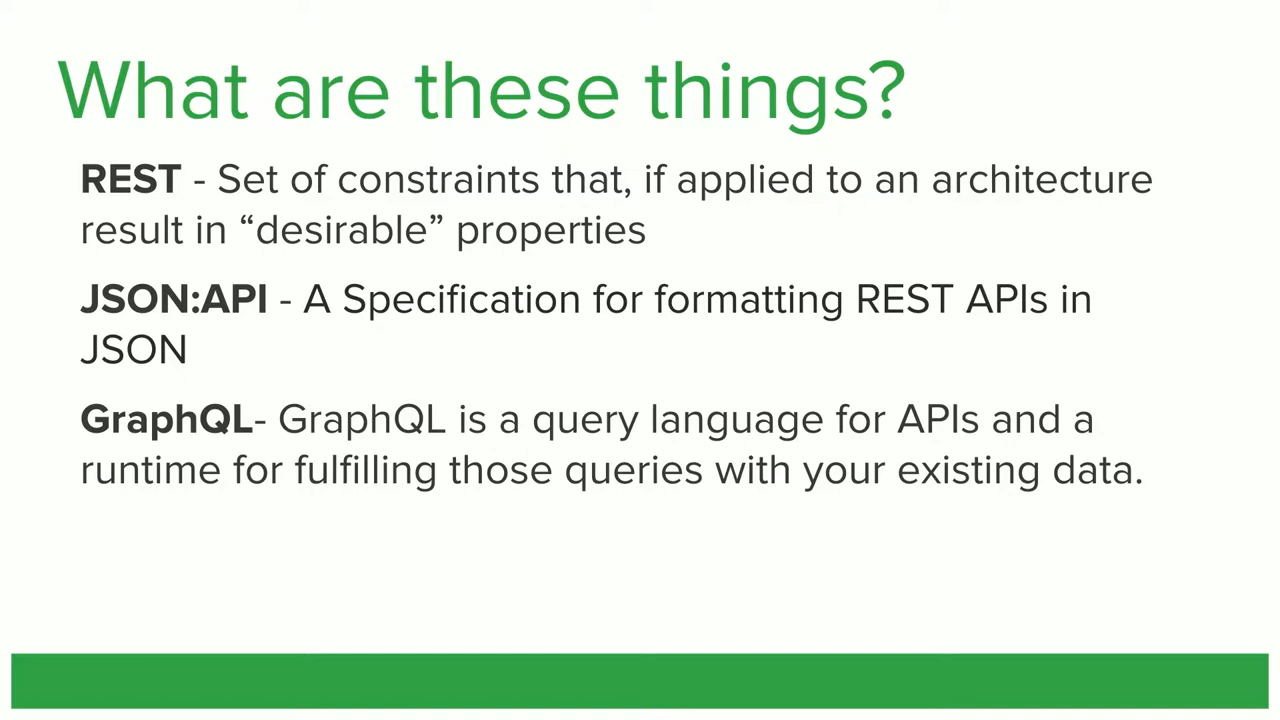 What are these things?
REST - Set of constraints that, if applied to an architecture
result in “desirable” properties
JSON:API - A Specification for formatting REST APIs in
JSON
GraphQL- GraphQL is a query language for APIs and a
runtime for fulfilling those queries with your existing data.